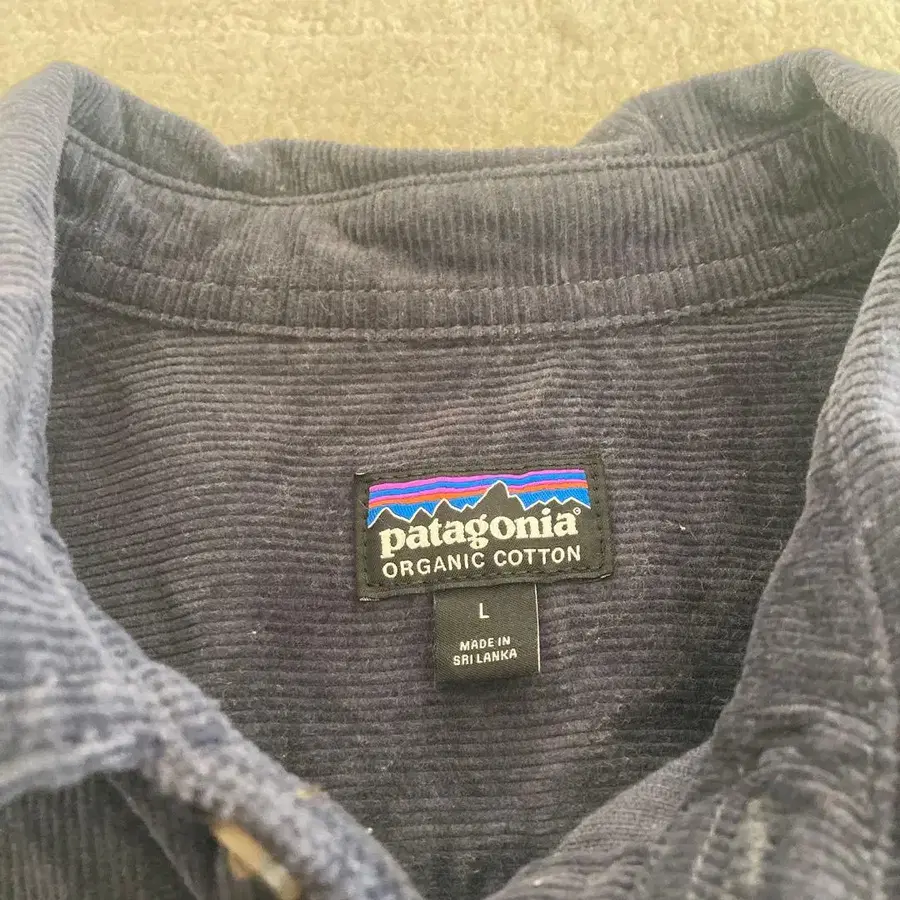 patagonia®
ORGANIC COTTON
L
MADE IN
SRI LANKA